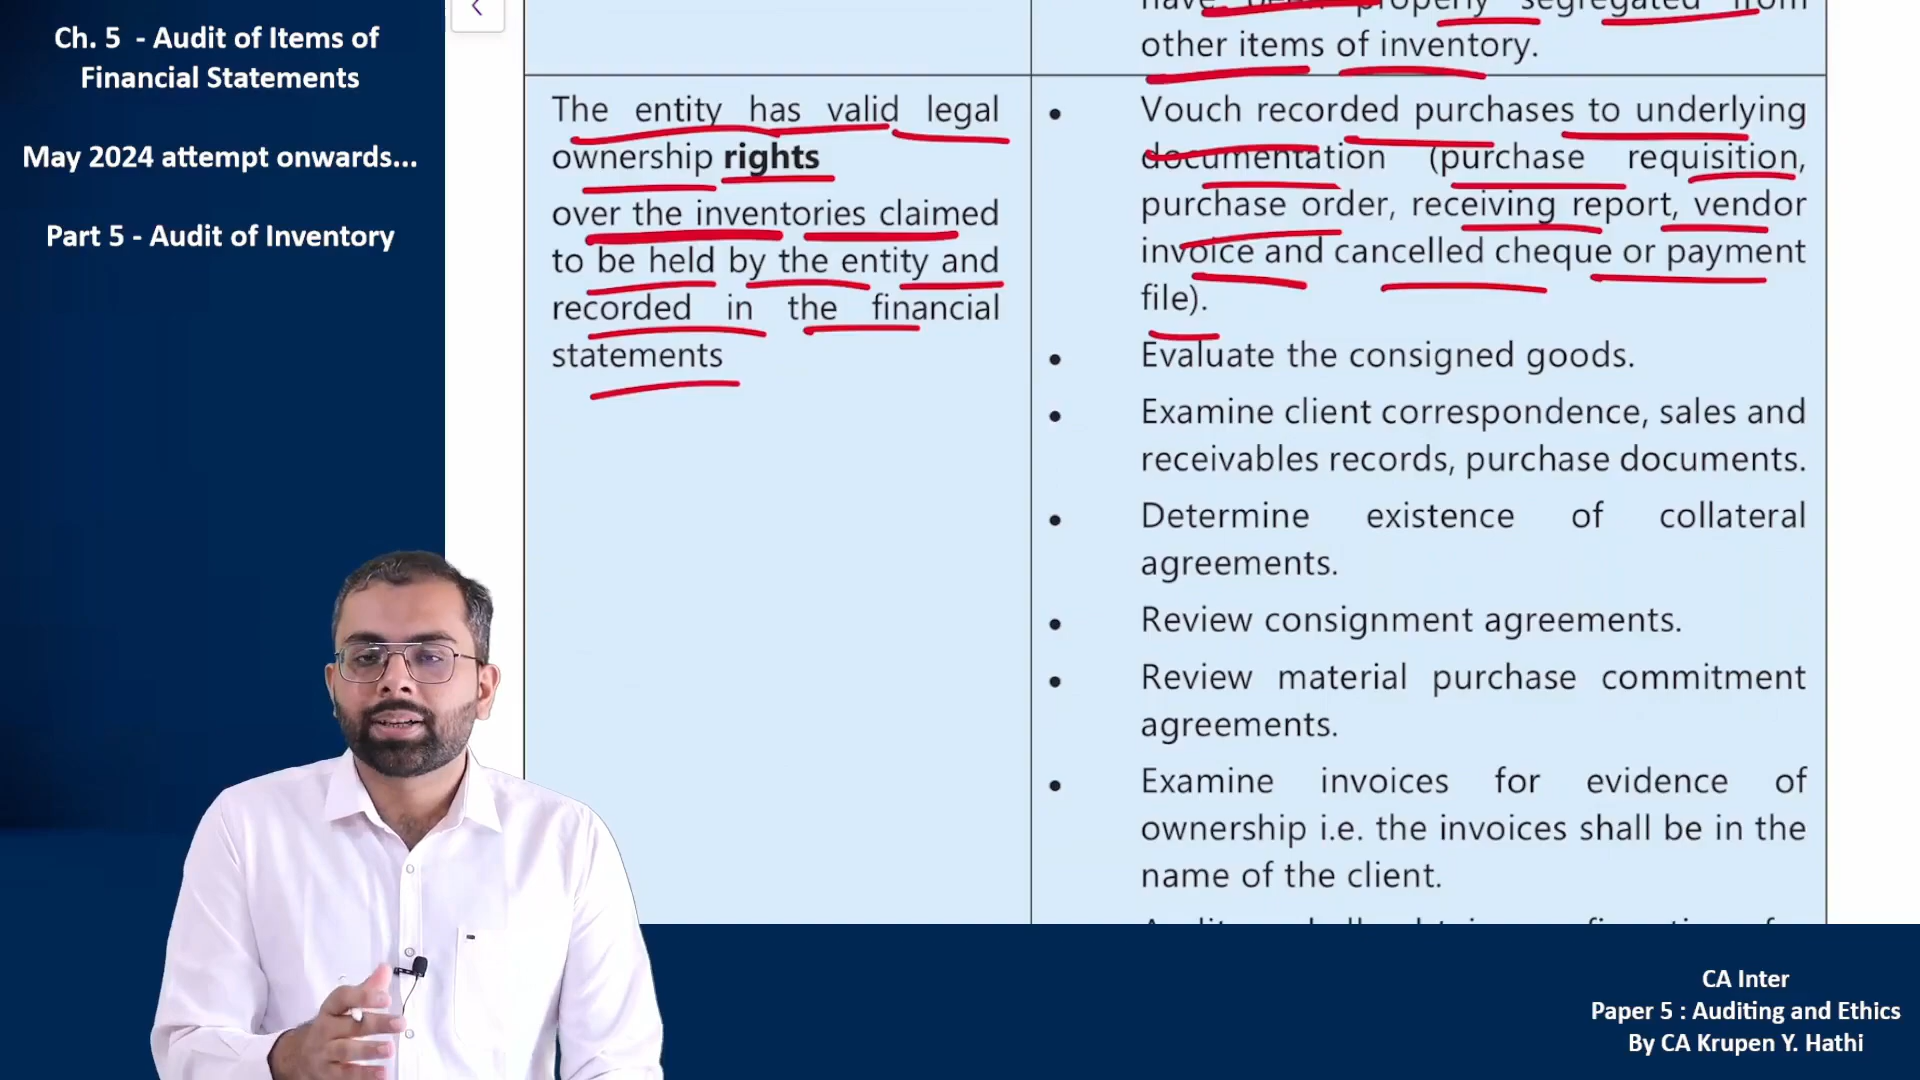 Ch. 5 - Audit of Items of
Financial Statements
May 2024 attempt onwards...
Part 5 - Audit of Inventory
have been properly segregated from
other items of inventory.
The entity has valid legal
ownership rights
over the inventories claimed
to be held by the entity and
recorded in the financial
statements
• Vouch recorded purchases to underlying
documentation (purchase requisition,
purchase order, receiving report, vendor
invoice and cancelled cheque or payment
file).
• Evaluate the consigned goods.
• Examine client correspondence, sales and
receivables records, purchase documents.
• Determine existence of collateral
agreements.
• Review consignment agreements.
• Review material purchase commitment
agreements.
• Examine invoices for evidence of
ownership i.e. the invoices shall be in the
name of the client.
CA Inter
Paper 5 : Auditing and Ethics
By CA Krupen Y. Hathi